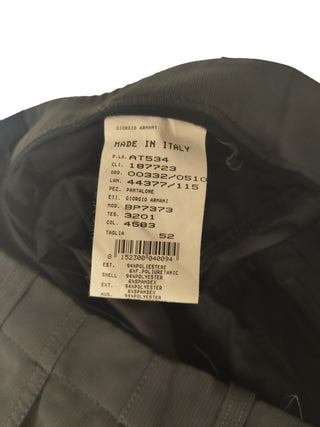 GIORGIO ARMANI
MADE IN ITALY
P.LA. AT534
CLI. 187723
ORD. 00332/0510
LAN. 44377/115
PEZ. PANTALONE
ETI. GIORGIO ARMANI
MOD. BP7373
TES. 3201
COL. 4583
TAGLIA 52
8 152300 040094
EST. 94%POLIESTERE
6%F.POLIURETANIC
SHELL 94%POLYESTER
6%SPANDEX
EXT. 94%POLYESTER
6%SPANDEX
94%POLYESTER